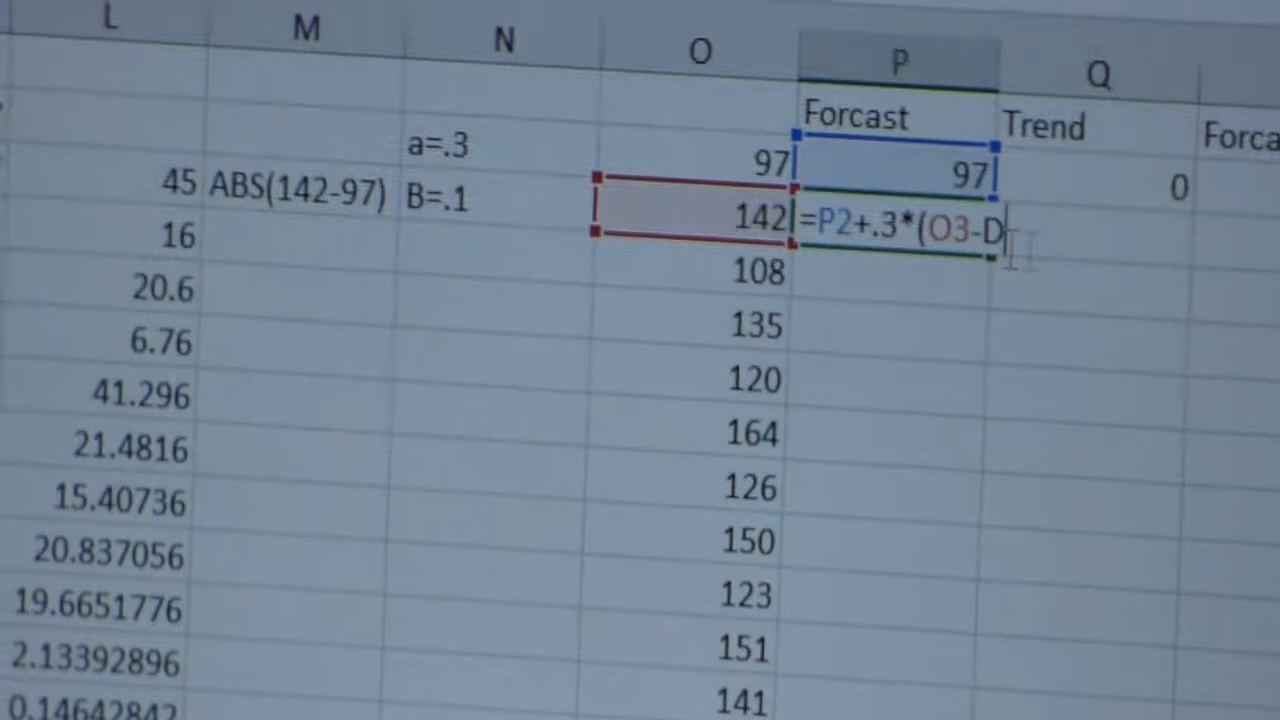 L M N O P Q
Forcast Trend Forca
a=.3 97 97 0
45 ABS(142-97) B=.1 142 =P2+.3*(O3-D
16 108
20.6 135
6.76 120
41.296 164
21.4816 126
15.40736 150
20.837056 123
19.6651776 151
2.13392896 141
0.14642842